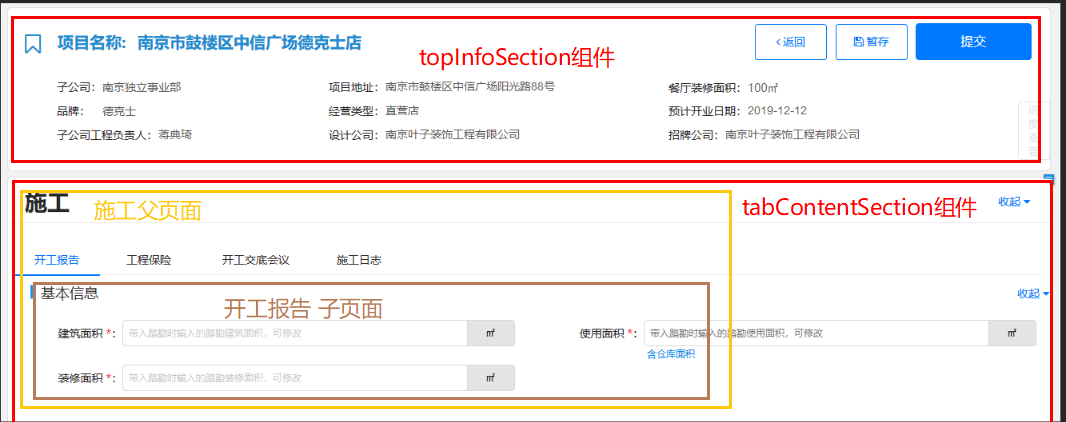 项目名称: 南京市鼓楼区中信广场德克士店
topInfoSection组件
返回 暂存 提交
子公司: 南京独立事业部 项目地址: 南京市鼓楼区中信广场阳光路88号 餐厅装修面积: 100㎡
品牌: 德克士 经营类型: 直营店 预计开业日期: 2019-12-12
子公司工程负责人: 蒋典琦 设计公司: 南京叶子装饰工程有限公司 招牌公司: 南京叶子装饰工程有限公司
进度查看
施工 施工父页面 tabContentSection组件 收起
开工报告 工程保险 开工交底会议 施工日志
基本信息 开工报告 子页面 收起
建筑面积 *: 带入踏勘时输入的踏勘建筑面积, 可修改 ㎡ 使用面积 *: 带入踏勘时输入的踏勘使用面积, 可修改 ㎡
含仓库面积
装修面积 *: 带入踏勘时输入的踏勘装修面积, 可修改 ㎡